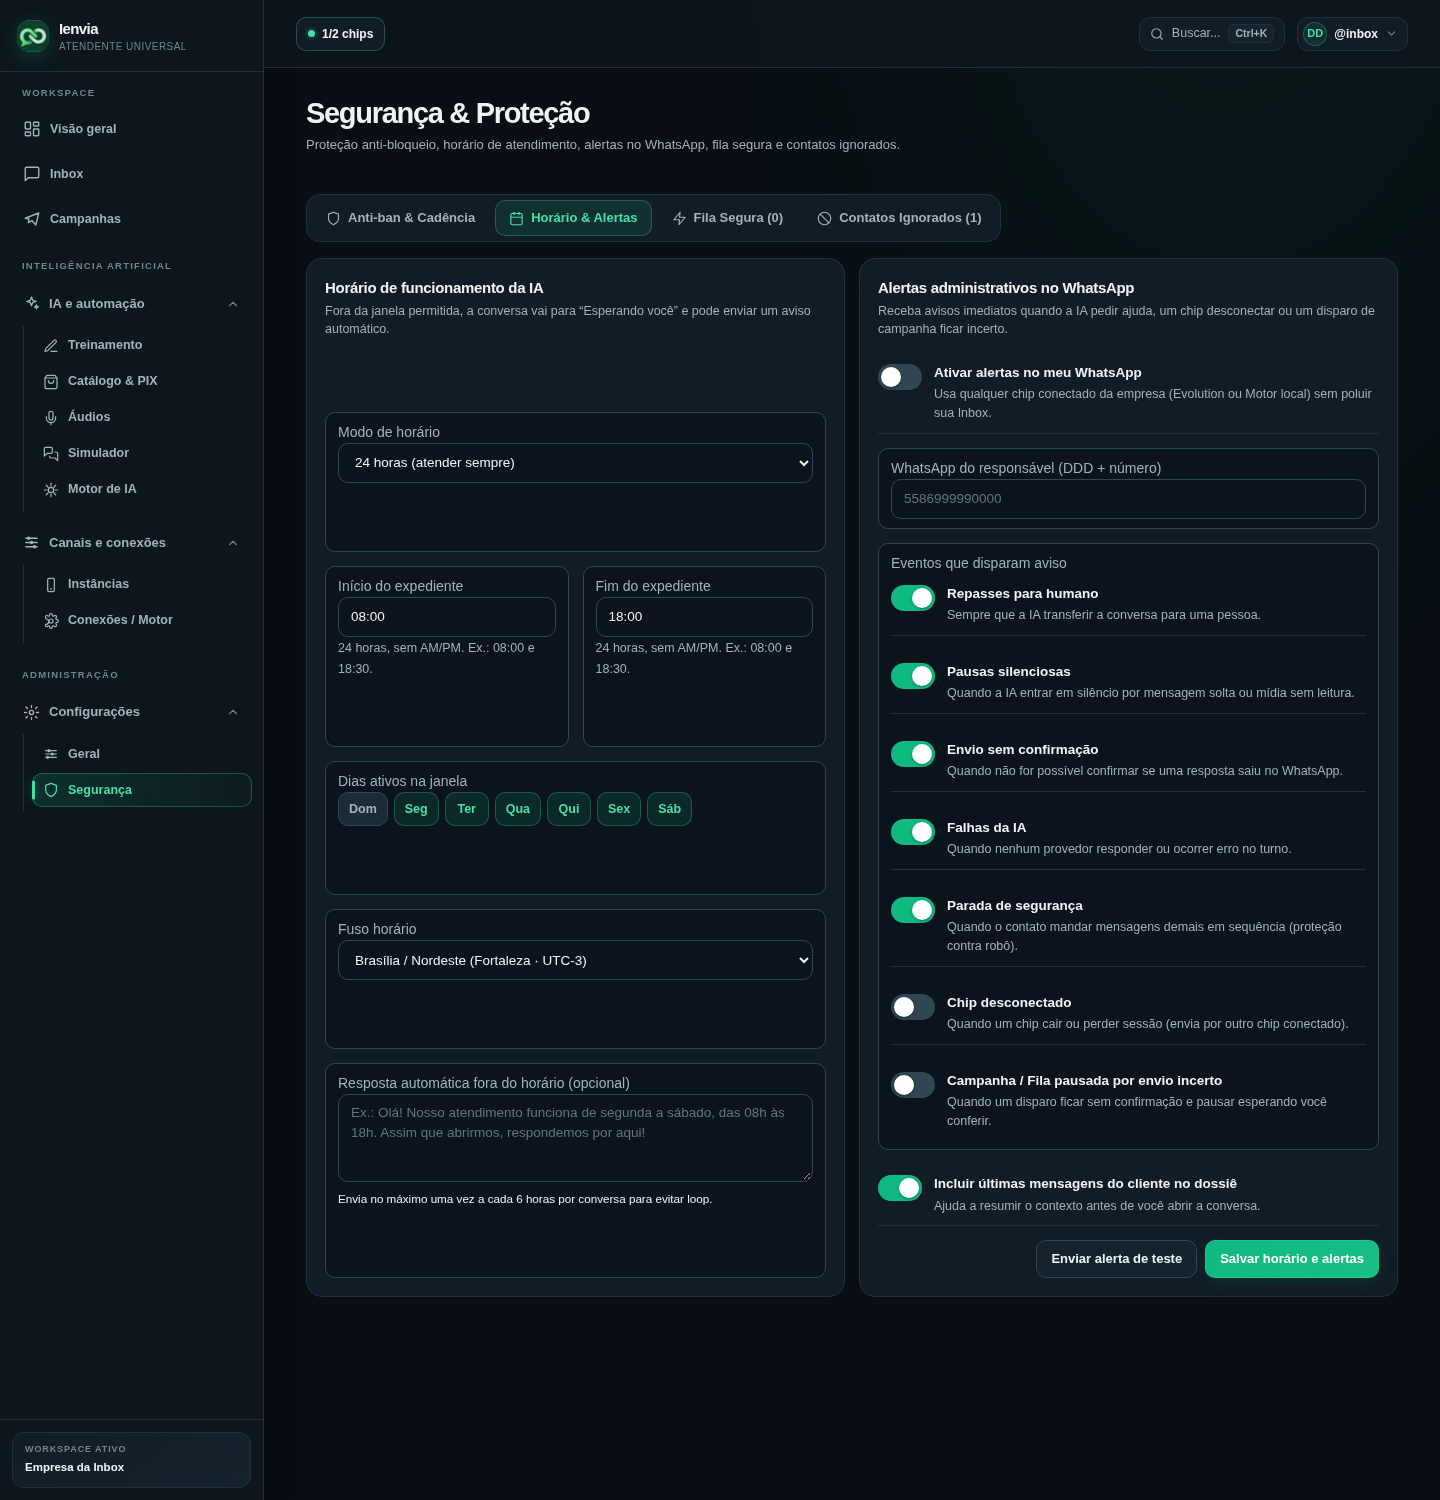 Ienvia
ATENDENTE UNIVERSAL
WORKSPACE
Visão geral
Inbox
Campanhas
INTELIGÊNCIA ARTIFICIAL
IA e automação
Treinamento
Catálogo & PIX
Áudios
Simulador
Motor de IA
Canais e conexões
Instâncias
Conexões / Motor
ADMINISTRAÇÃO
Configurações
Geral
Segurança
WORKSPACE ATIVO
Empresa da Inbox
1/2 chips
Buscar...
Ctrl+K
DD
@inbox
Segurança & Proteção
Proteção anti-bloqueio, horário de atendimento, alertas no WhatsApp, fila segura e contatos ignorados.
Anti-ban & Cadência
Horário & Alertas
Fila Segura (0)
Contatos Ignorados (1)
Horário de funcionamento da IA
Fora da janela permitida, a conversa vai para “Esperando você” e pode enviar um aviso
automático.
Modo de horário
24 horas (atender sempre)
Início do expediente
08:00
24 horas, sem AM/PM. Ex.: 08:00 e
18:30.
Fim do expediente
18:00
24 horas, sem AM/PM. Ex.: 08:00 e
18:30.
Dias ativos na janela
Dom
Seg
Ter
Qua
Qui
Sex
Sáb
Fuso horário
Brasília / Nordeste (Fortaleza · UTC-3)
Resposta automática fora do horário (opcional)
Ex.: Olá! Nosso atendimento funciona de segunda a sábado, das 08h às
18h. Assim que abrirmos, respondemos por aqui!
Envia no máximo uma vez a cada 6 horas por conversa para evitar loop.
Alertas administrativos no WhatsApp
Receba avisos imediatos quando a IA pedir ajuda, um chip desconectar ou um disparo de
campanha ficar incerto.
Ativar alertas no meu WhatsApp
Usa qualquer chip conectado da empresa (Evolution ou Motor local) sem poluir
sua Inbox.
WhatsApp do responsável (DDD + número)
5586999990000
Eventos que disparam aviso
Repasses para humano
Sempre que a IA transferir a conversa para uma pessoa.
Pausas silenciosas
Quando a IA entrar em silêncio por mensagem solta ou mídia sem leitura.
Envio sem confirmação
Quando não for possível confirmar se uma resposta saiu no WhatsApp.
Falhas da IA
Quando nenhum provedor responder ou ocorrer erro no turno.
Parada de segurança
Quando o contato mandar mensagens demais em sequência (proteção
contra robô).
Chip desconectado
Quando um chip cair ou perder sessão (envia por outro chip conectado).
Campanha / Fila pausada por envio incerto
Quando um disparo ficar sem confirmação e pausar esperando você
conferir.
Incluir últimas mensagens do cliente no dossiê
Ajuda a resumir o contexto antes de você abrir a conversa.
Enviar alerta de teste
Salvar horário e alertas